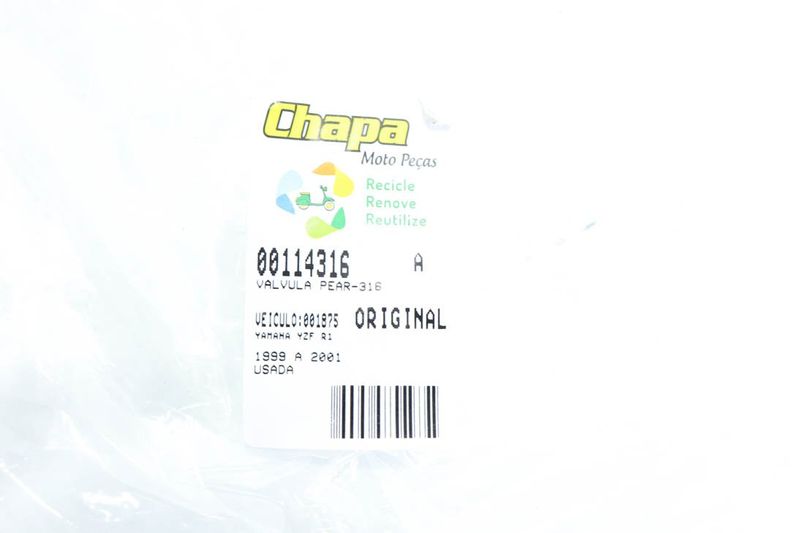 Chapa
Moto Peças
Recicle
Renove
Reutilize
00114316 A
VALVULA PEAR-316
VEICULO:001875 ORIGINAL
YAMAHA YZF R1
1999 A 2001
USADA